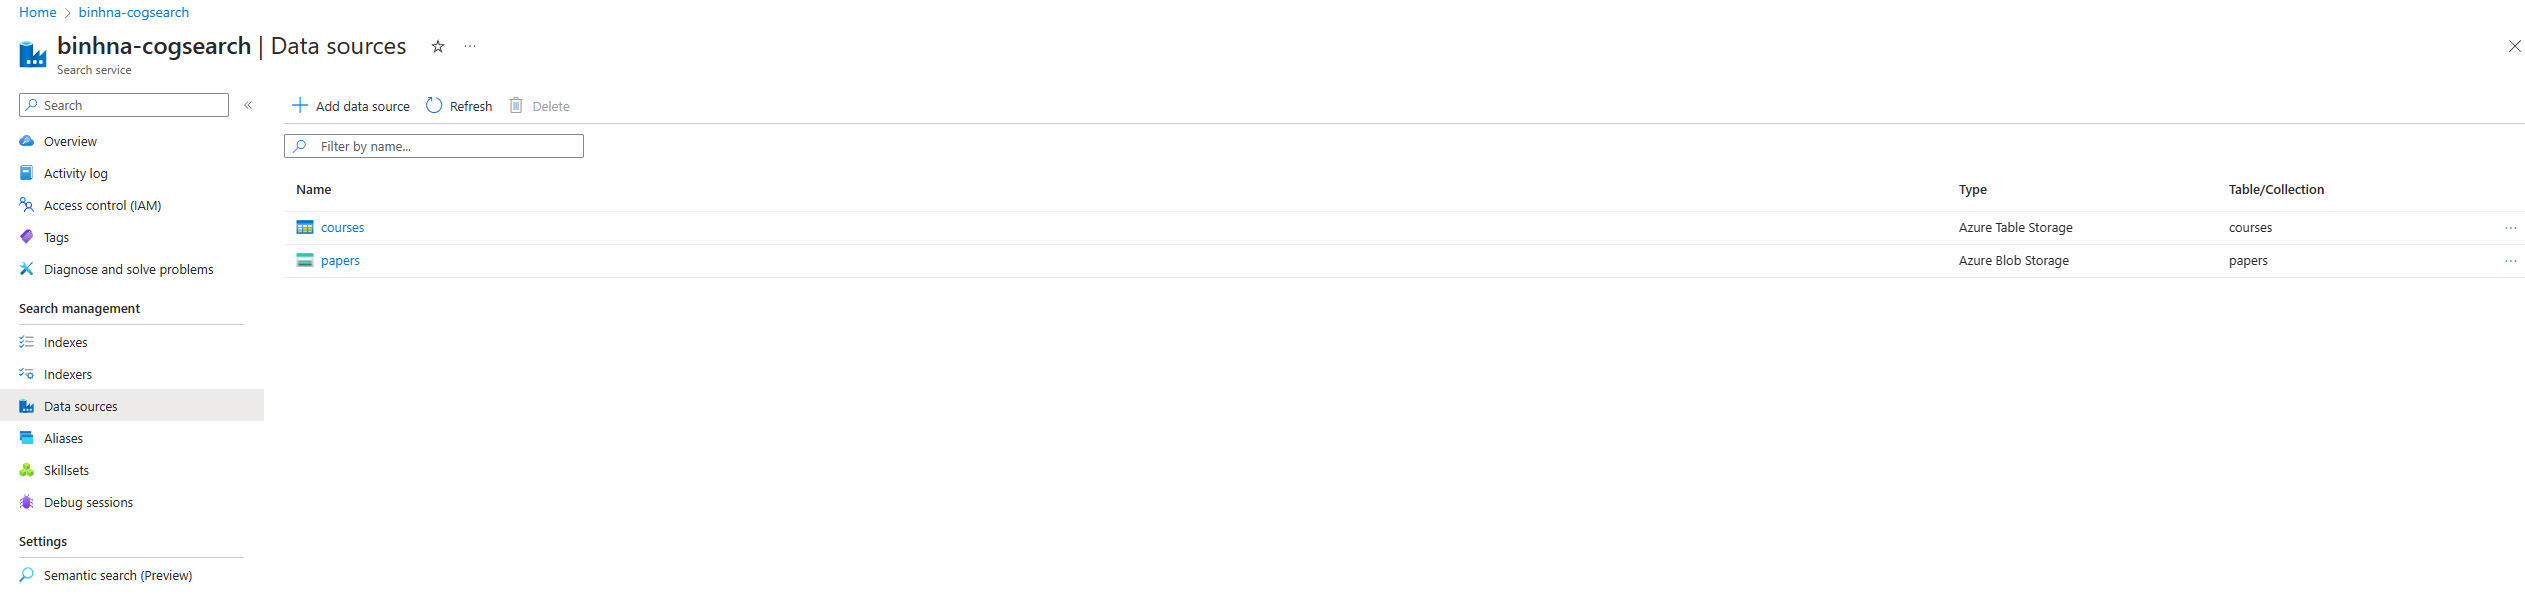 Home > binhna-cogsearch
binhna-cogsearch | Data sources
Search service
Search
Overview
Activity log
Access control (IAM)
Tags
Diagnose and solve problems
Search management
Indexes
Indexers
Data sources
Aliases
Skillsets
Debug sessions
Settings
Semantic search (Preview)
Add data source Refresh Delete
Filter by name...
Name Type Table/Collection
courses Azure Table Storage courses
papers Azure Blob Storage papers